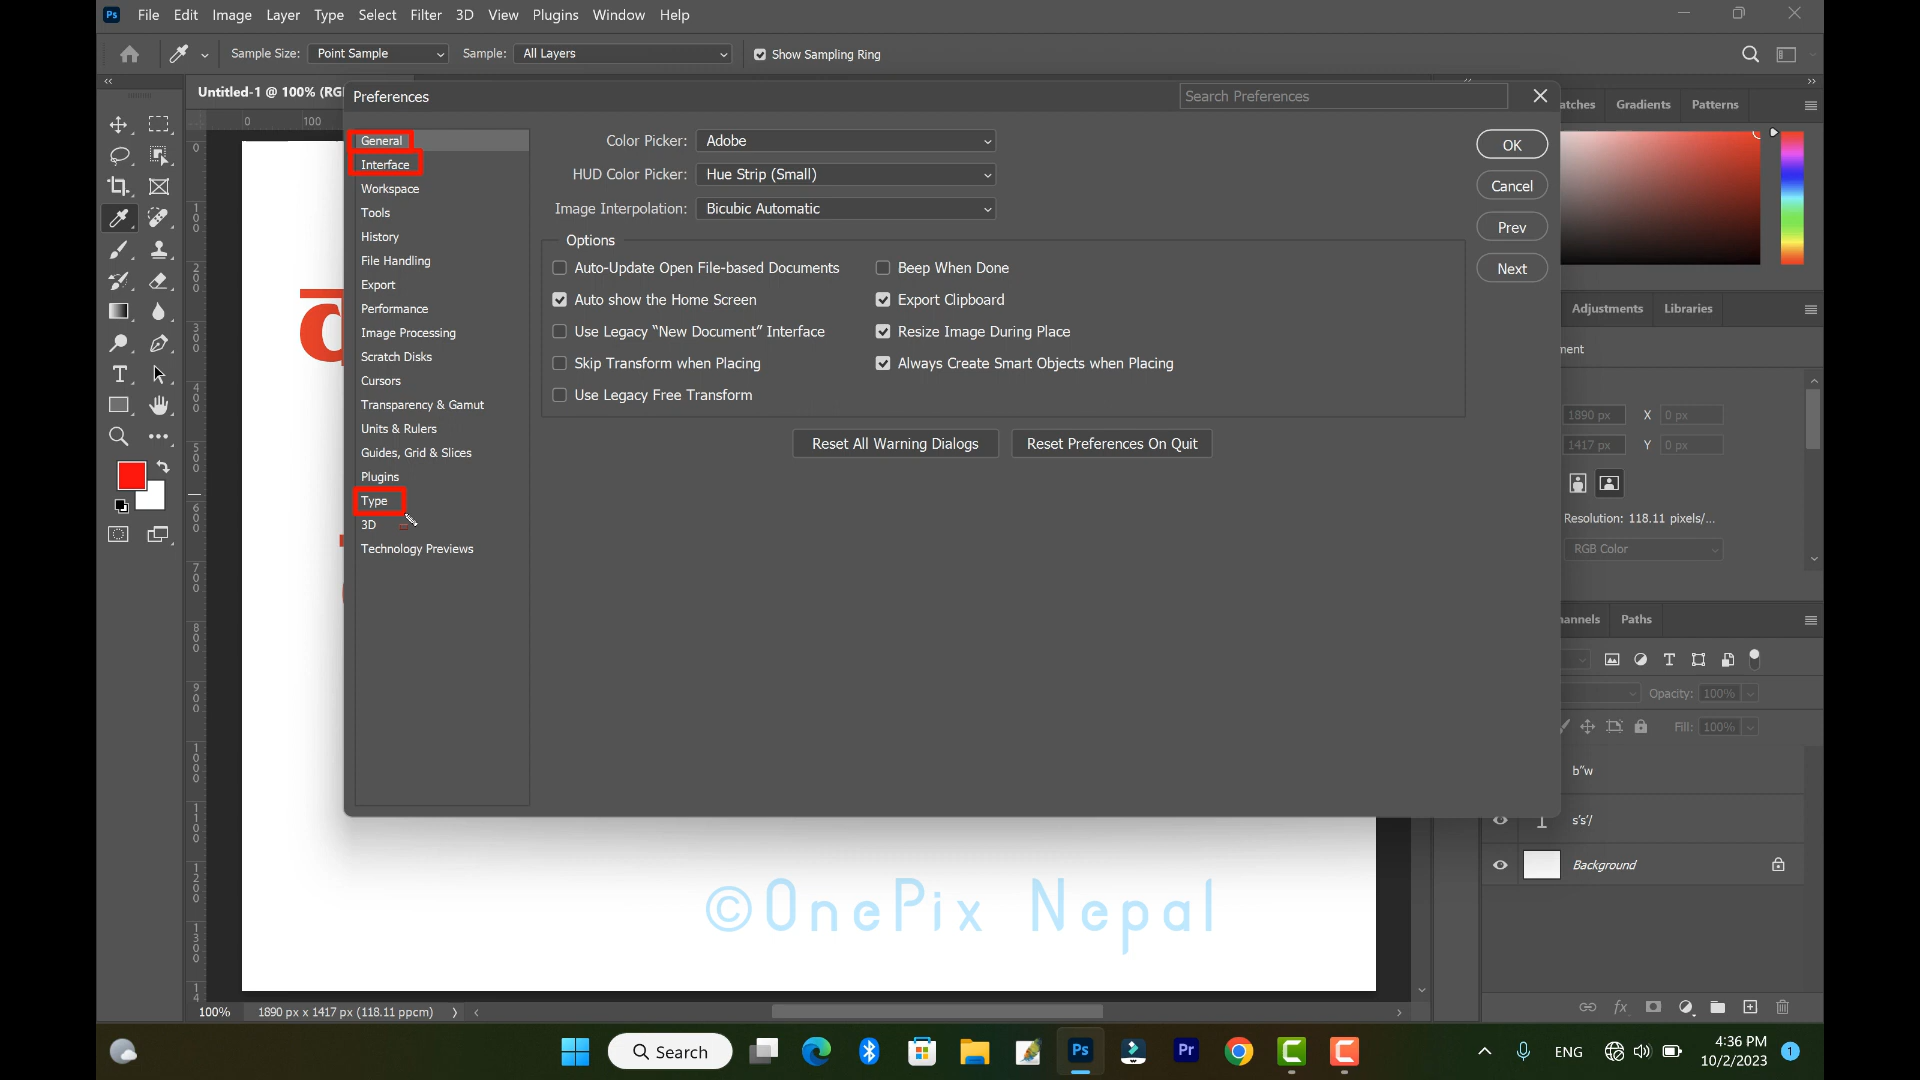 File Edit Image Layer Type Select Filter 3D View Plugins Window Help
Sample Size: Point Sample Sample: All Layers Show Sampling Ring
Untitled-1 @ 100% (RG
Preferences
Search Preferences
Gradients Patterns
0 100
General
Interface
Workspace
Tools
History
File Handling
Export
Performance
Image Processing
Scratch Disks
Cursors
Transparency & Gamut
Units & Rulers
Guides, Grid & Slices
Plugins
Type
3D
Technology Previews
Color Picker: Adobe
HUD Color Picker: Hue Strip (Small)
Image Interpolation: Bicubic Automatic
Options
Auto-Update Open File-based Documents
Auto show the Home Screen
Use Legacy “New Document” Interface
Skip Transform when Placing
Use Legacy Free Transform
Beep When Done
Export Clipboard
Resize Image During Place
Always Create Smart Objects when Placing
Reset All Warning Dialogs
Reset Preferences On Quit
OK
Cancel
Prev
Next
Adjustments Libraries
1890 px X 0 px
1417 px Y 0 px
Resolution: 118.11 pixels/...
RGB Color
Paths
Opacity: 100%
Fill: 100%
b"w
s's'/
Background
©OnePix Nepal
100% 1890 px x 1417 px (118.11 ppcm)
Search
ENG
4:36 PM
10/2/2023
1